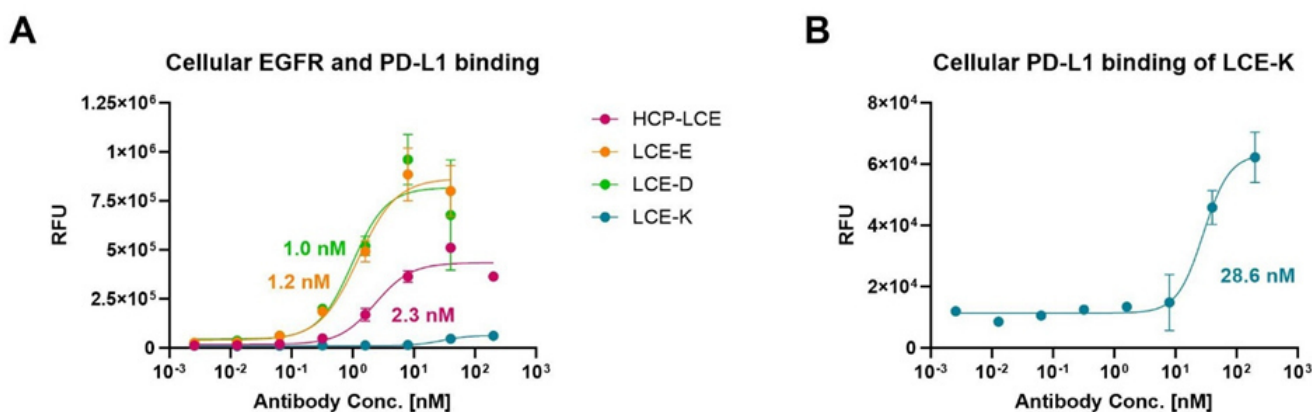 A
Cellular EGFR and PD-L1 binding
1.25×10⁶
1×10⁶
7.5×10⁵
5×10⁵
2.5×10⁵
0
RFU
1.0 nM
1.2 nM
2.3 nM
10⁻³ 10⁻² 10⁻¹ 10⁰ 10¹ 10² 10³
Antibody Conc. [nM]
HCP-LCE
LCE-E
LCE-D
LCE-K
B
Cellular PD-L1 binding of LCE-K
8×10⁴
6×10⁴
4×10⁴
2×10⁴
0
RFU
28.6 nM
10⁻³ 10⁻² 10⁻¹ 10⁰ 10¹ 10² 10³
Antibody Conc. [nM]